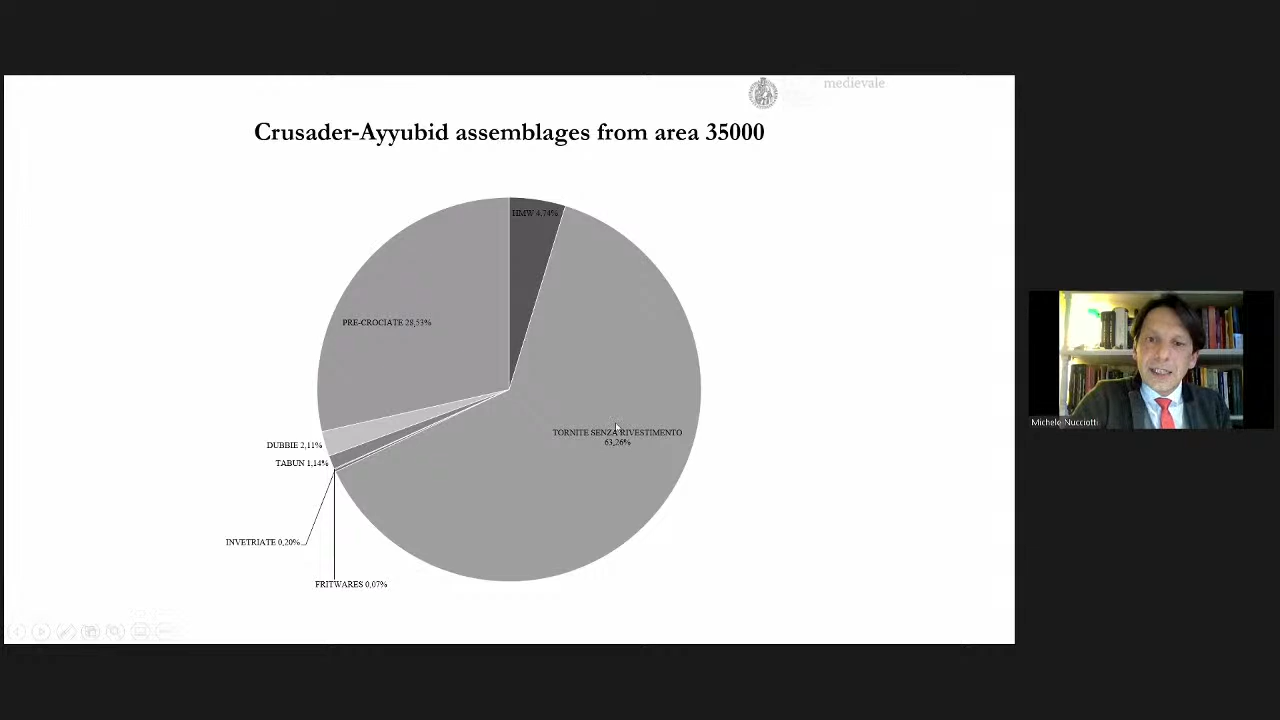 medievale
Crusader-Ayyubid assemblages from area 35000
HMW 4,74%
PRE-CROCIATE 28,53%
TORNITE SENZA RIVESTIMENTO
63,26%
DUBBIE 2,11%
TABUN 1,14%
INVETRIATE 0,20%
FRITWARES 0,07%
Michele Nucciotti